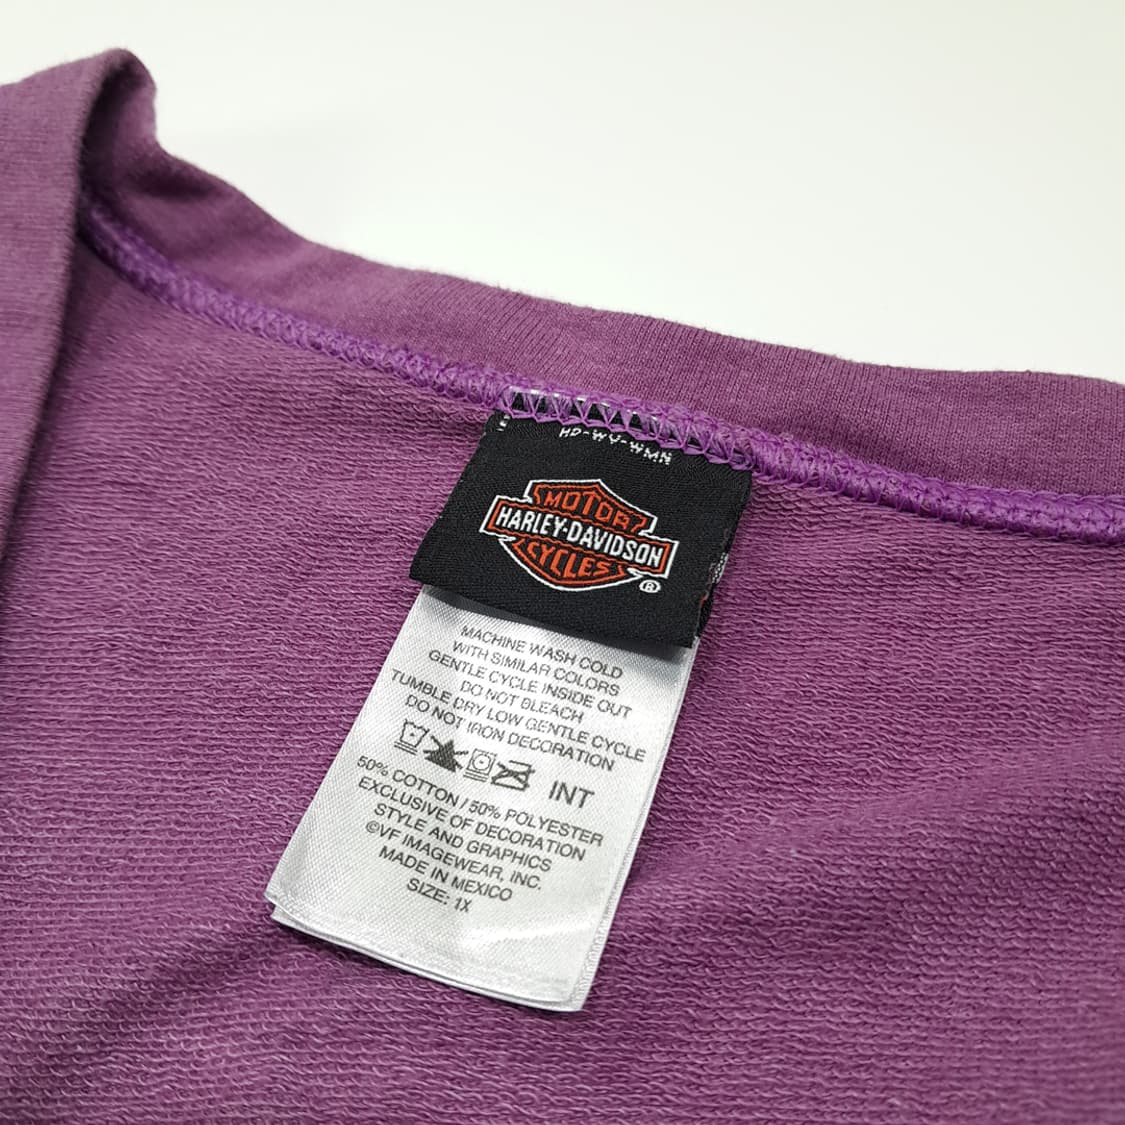 HD-WV-WMN
MOTOR
HARLEY-DAVIDSON
CYCLES
®
MACHINE WASH COLD
WITH SIMILAR COLORS
GENTLE CYCLE INSIDE OUT
DO NOT BLEACH
TUMBLE DRY LOW GENTLE CYCLE
DO NOT IRON DECORATION
INT
50% COTTON / 50% POLYESTER
EXCLUSIVE OF DECORATION
STYLE AND GRAPHICS
©VF IMAGEWEAR, INC.
MADE IN MEXICO
SIZE: 1X